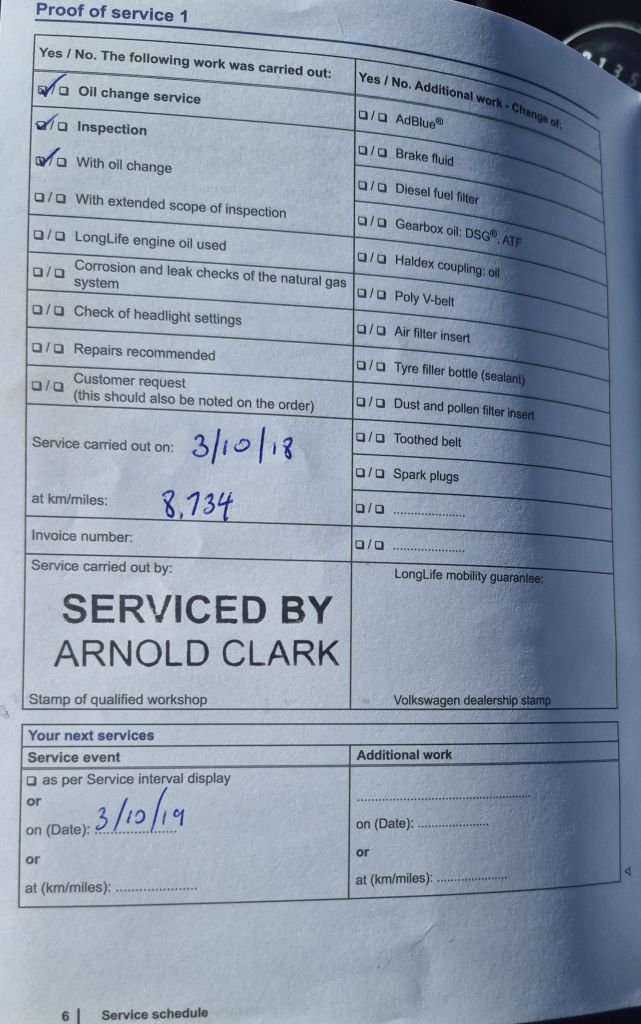 Proof of service 1
Yes / No. The following work was carried out:
Oil change service
Inspection
With oil change
With extended scope of inspection
LongLife engine oil used
Corrosion and leak checks of the natural gas
system
Check of headlight settings
Repairs recommended
Customer request
(this should also be noted on the order)
Service carried out on: 3/10/18
at km/miles: 8,734
Invoice number:
Service carried out by:
SERVICED BY
ARNOLD CLARK
Stamp of qualified workshop
Yes / No. Additional work - Change of:
AdBlue®
Brake fluid
Diesel fuel filter
Gearbox oil: DSG®, ATF
Haldex coupling: oil
Poly V-belt
Air filter insert
Tyre filler bottle (sealant)
Dust and pollen filter insert
Toothed belt
Spark plugs
LongLife mobility guarantee:
Volkswagen dealership stamp
Your next services
Service event
as per Service interval display
or
on (Date): 3/10/19
or
at (km/miles):
Additional work
on (Date):
or
at (km/miles):
6 | Service schedule